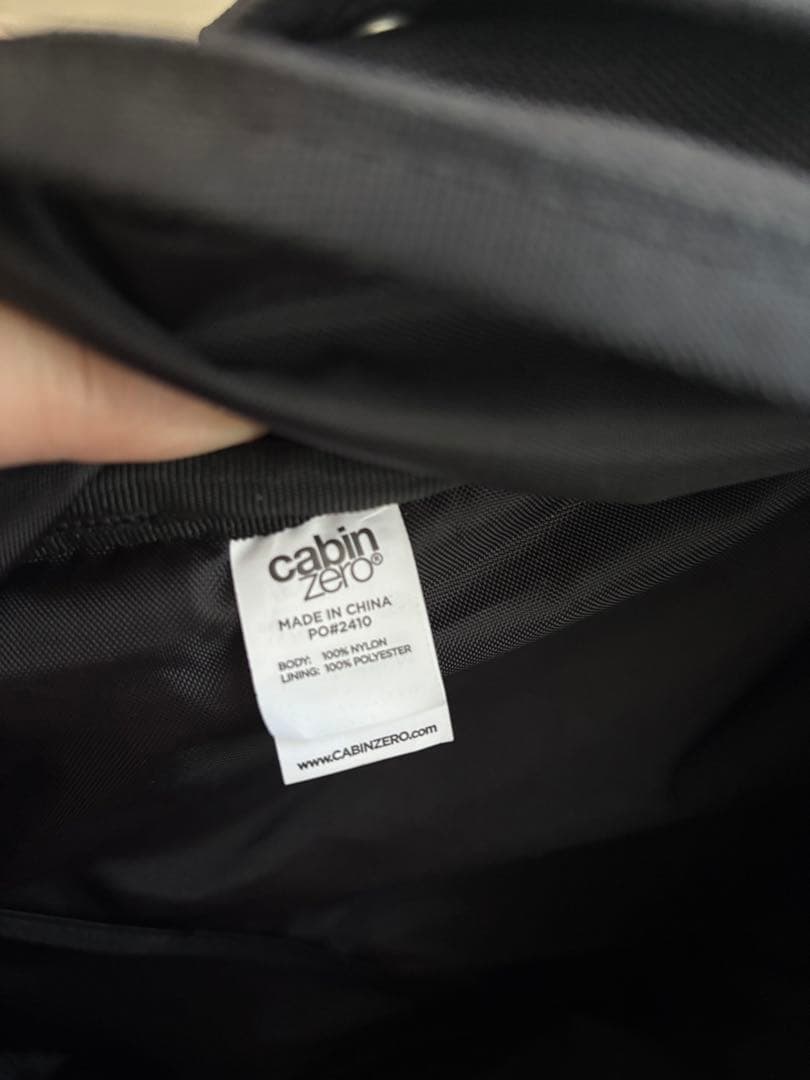 cabin
zero®
MADE IN CHINA
PO#2410
BODY: 100% NYLON
LINING: 100% POLYESTER
www.CABINZERO.com